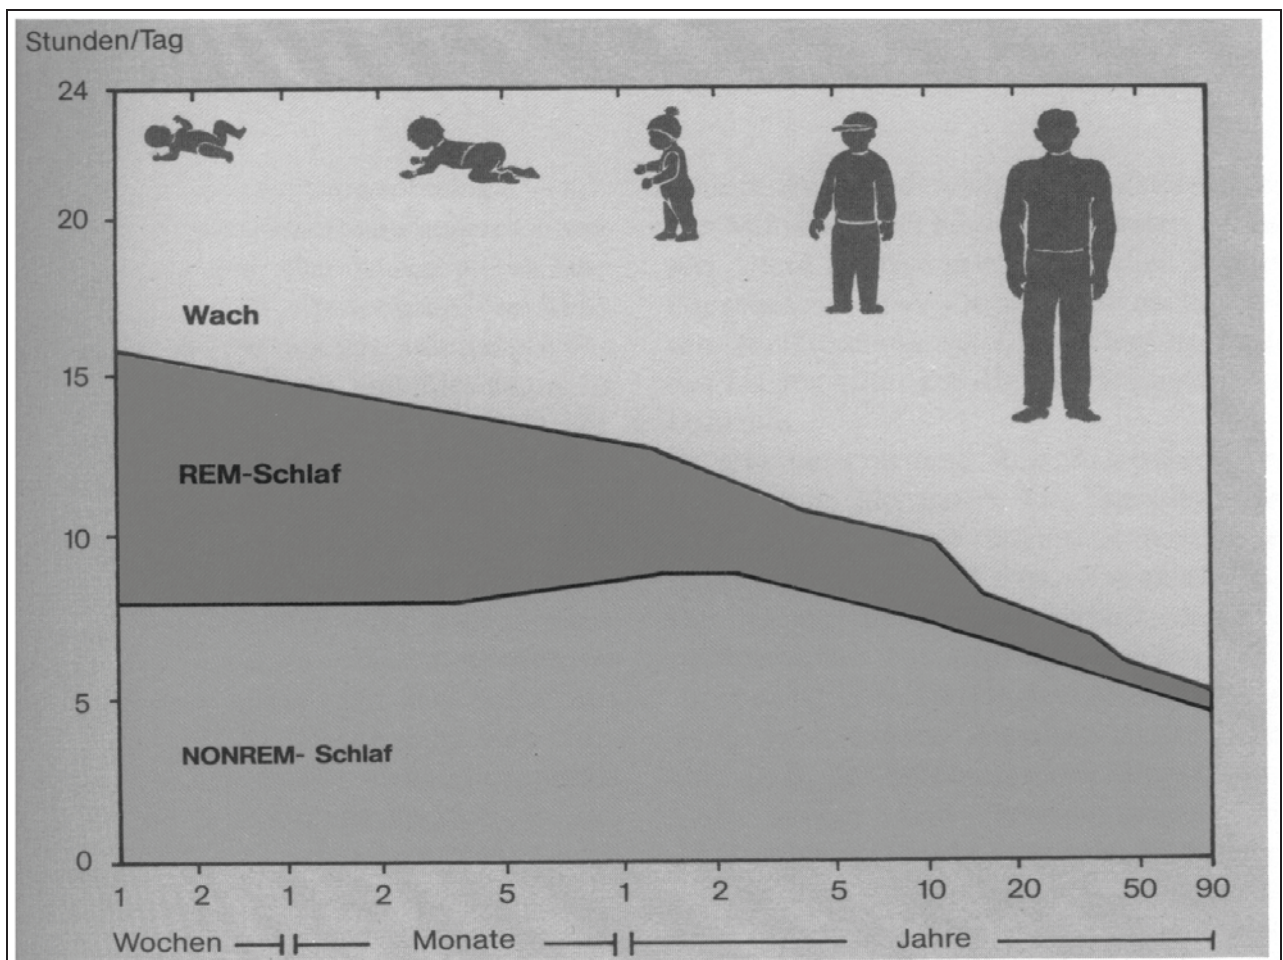 Stunden/Tag
24
20
Wach
15
REM-Schlaf
10
5
NONREM- Schlaf
0
1 2 1 2 5 1 2 5 10 20 50 90
Wochen Monate Jahre